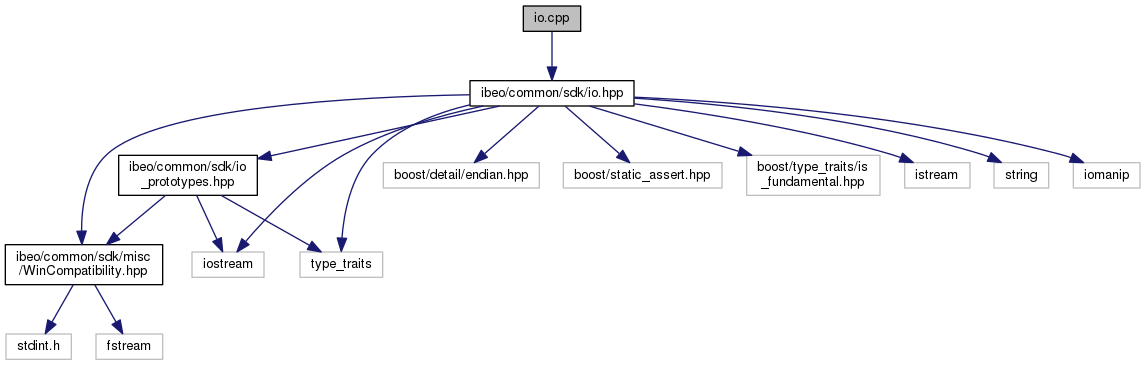 io.cpp
ibeo/common/sdk/io.hpp
ibeo/common/sdk/io
_prototypes.hpp
boost/detail/endian.hpp
boost/static_assert.hpp
boost/type_traits/is
_fundamental.hpp
istream
string
iomanip
ibeo/common/sdk/misc
/WinCompatibility.hpp
iostream
type_traits
stdint.h
fstream